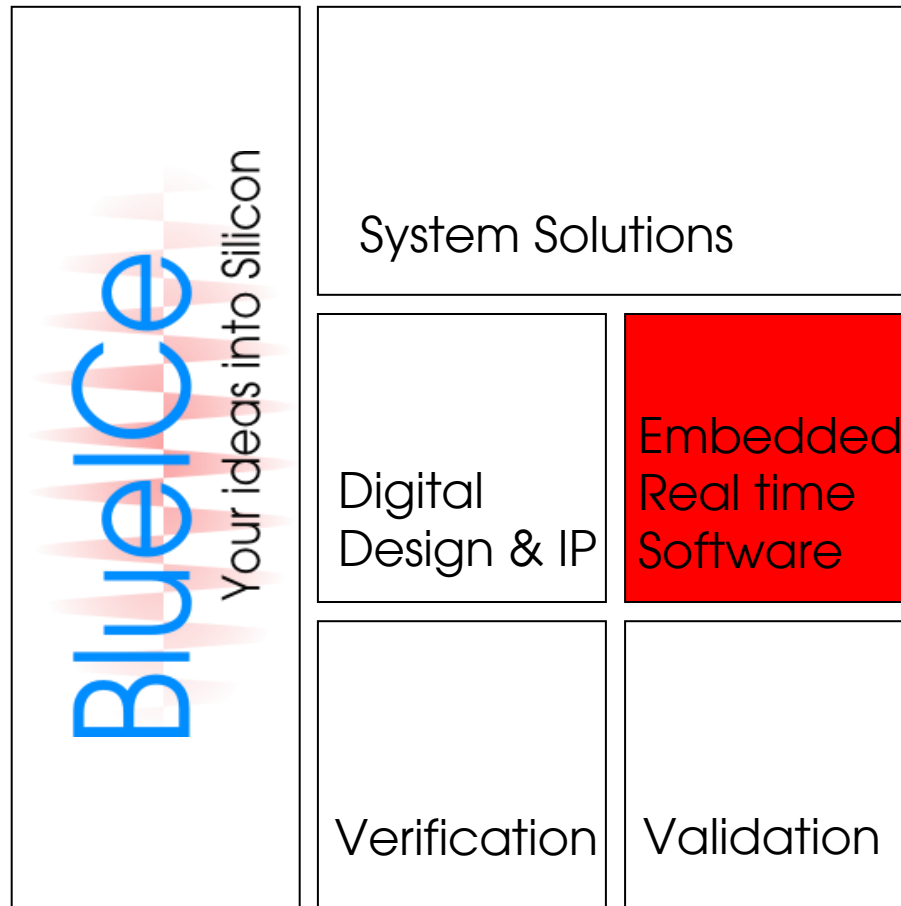 BlueICe
Your ideas into Silicon
System Solutions
Digital
Design & IP
Embedded
Real time
Software
Verification
Validation